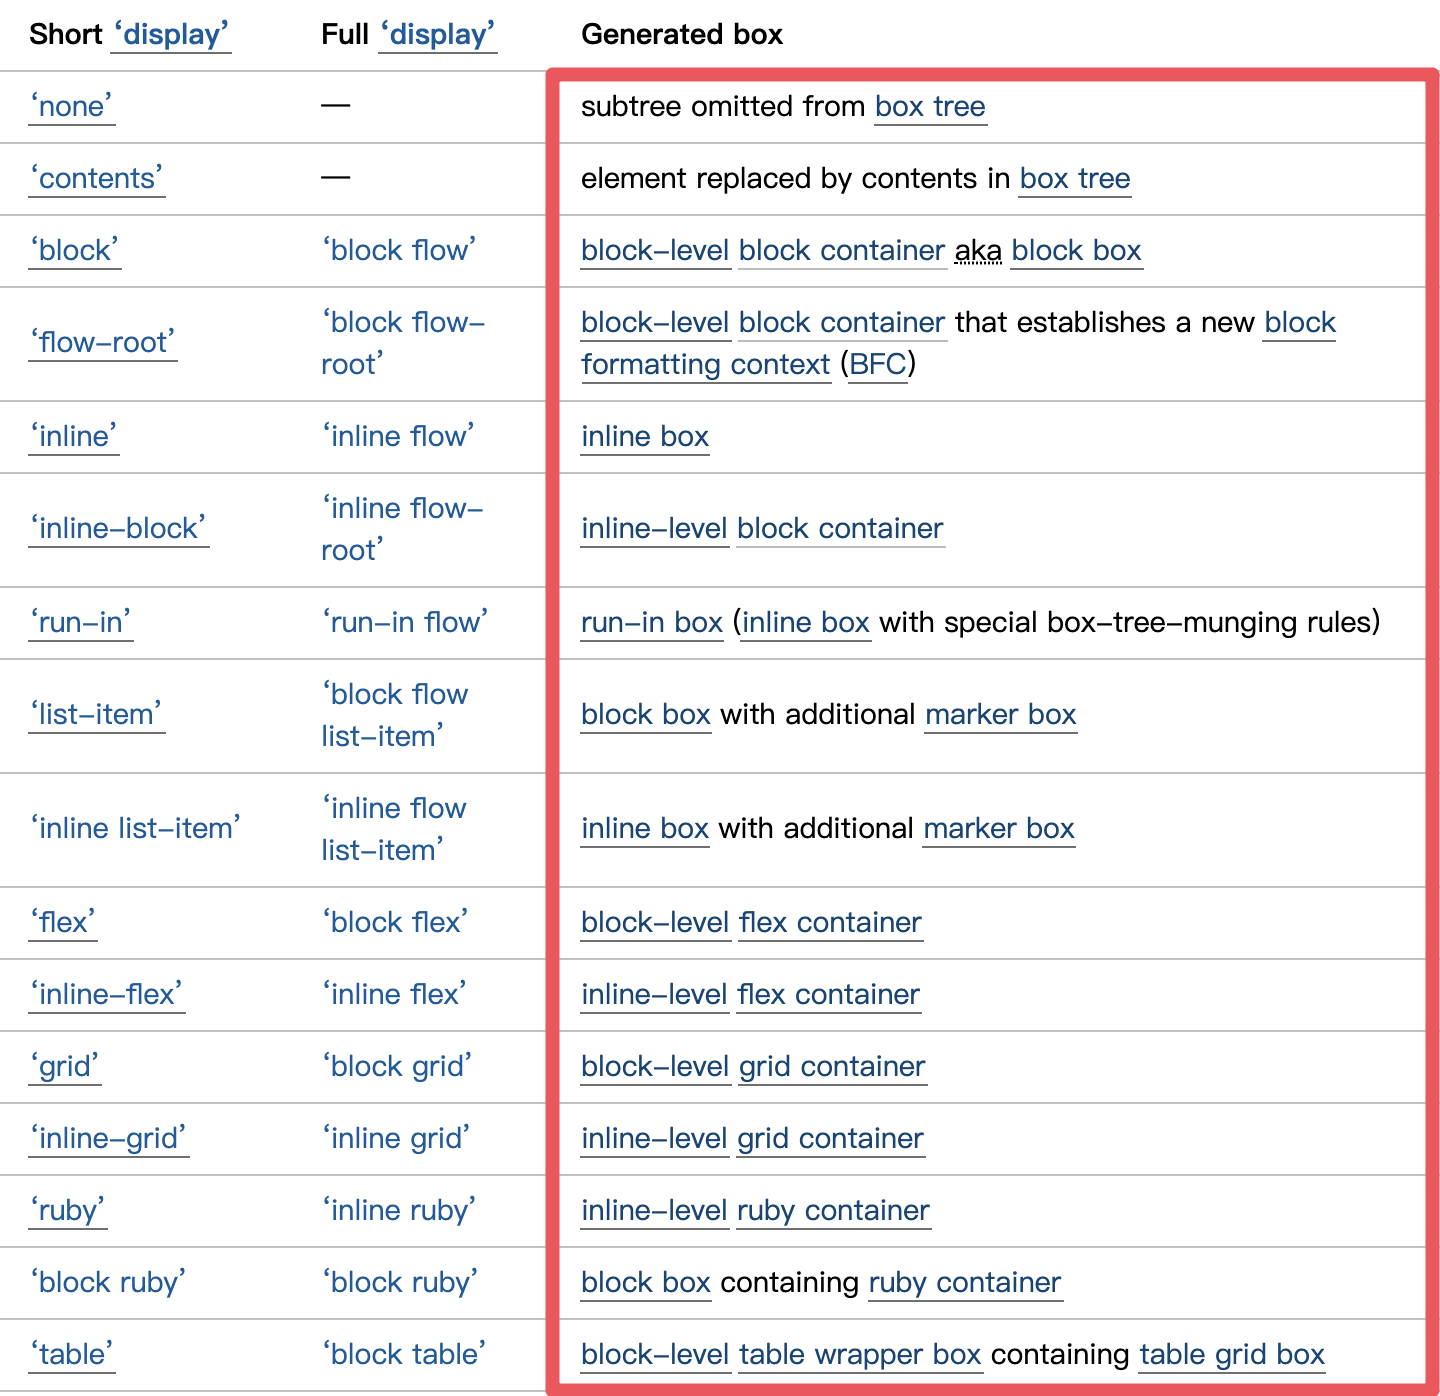 Short ‘display’ Full ‘display’ Generated box
‘none’ — subtree omitted from box tree
‘contents’ — element replaced by contents in box tree
‘block’ ‘block flow’ block-level block container aka block box
‘flow-root’ ‘block flow-
root’ block-level block container that establishes a new block
formatting context (BFC)
‘inline’ ‘inline flow’ inline box
‘inline-block’ ‘inline flow-
root’ inline-level block container
‘run-in’ ‘run-in flow’ run-in box (inline box with special box-tree-munging rules)
‘list-item’ ‘block flow
list-item’ block box with additional marker box
‘inline list-item’ ‘inline flow
list-item’ inline box with additional marker box
‘flex’ ‘block flex’ block-level flex container
‘inline-flex’ ‘inline flex’ inline-level flex container
‘grid’ ‘block grid’ block-level grid container
‘inline-grid’ ‘inline grid’ inline-level grid container
‘ruby’ ‘inline ruby’ inline-level ruby container
‘block ruby’ ‘block ruby’ block box containing ruby container
‘table’ ‘block table’ block-level table wrapper box containing table grid box